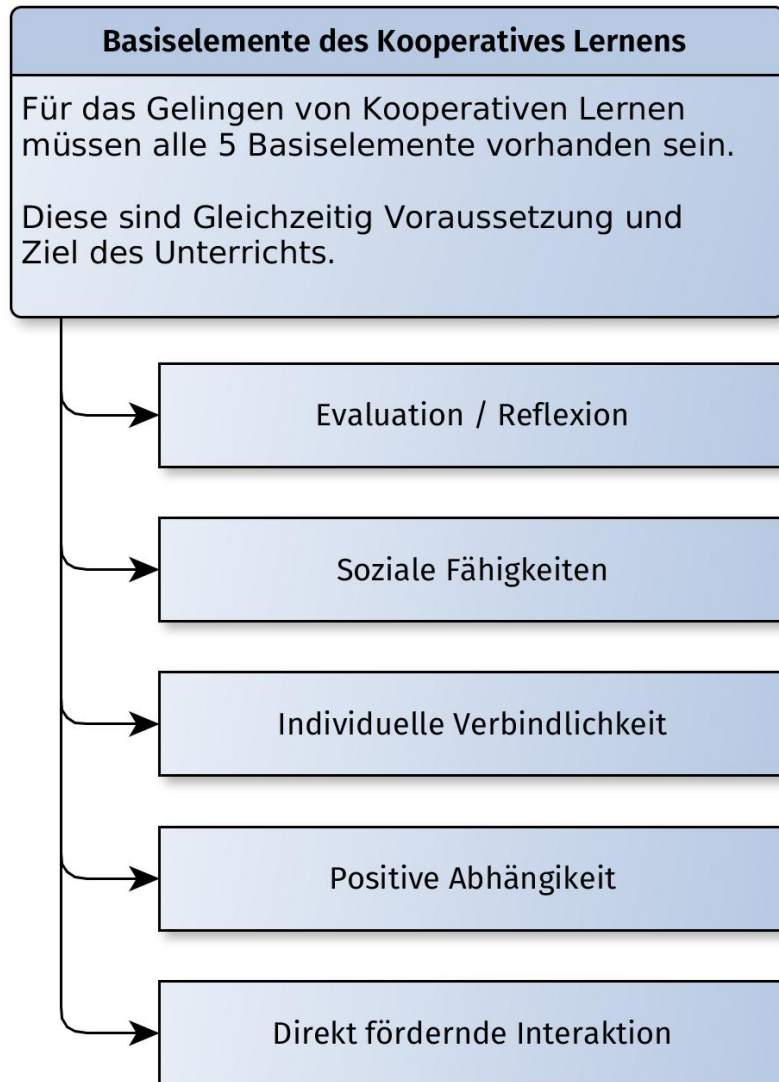 Basiselemente des Kooperatives Lernens
Für das Gelingen von Kooperativen Lernen
müssen alle 5 Basiselemente vorhanden sein.
Diese sind Gleichzeitig Voraussetzung und
Ziel des Unterrichts.
Evaluation / Reflexion
Soziale Fähigkeiten
Individuelle Verbindlichkeit
Positive Abhängikeit
Direkt fördernde Interaktion